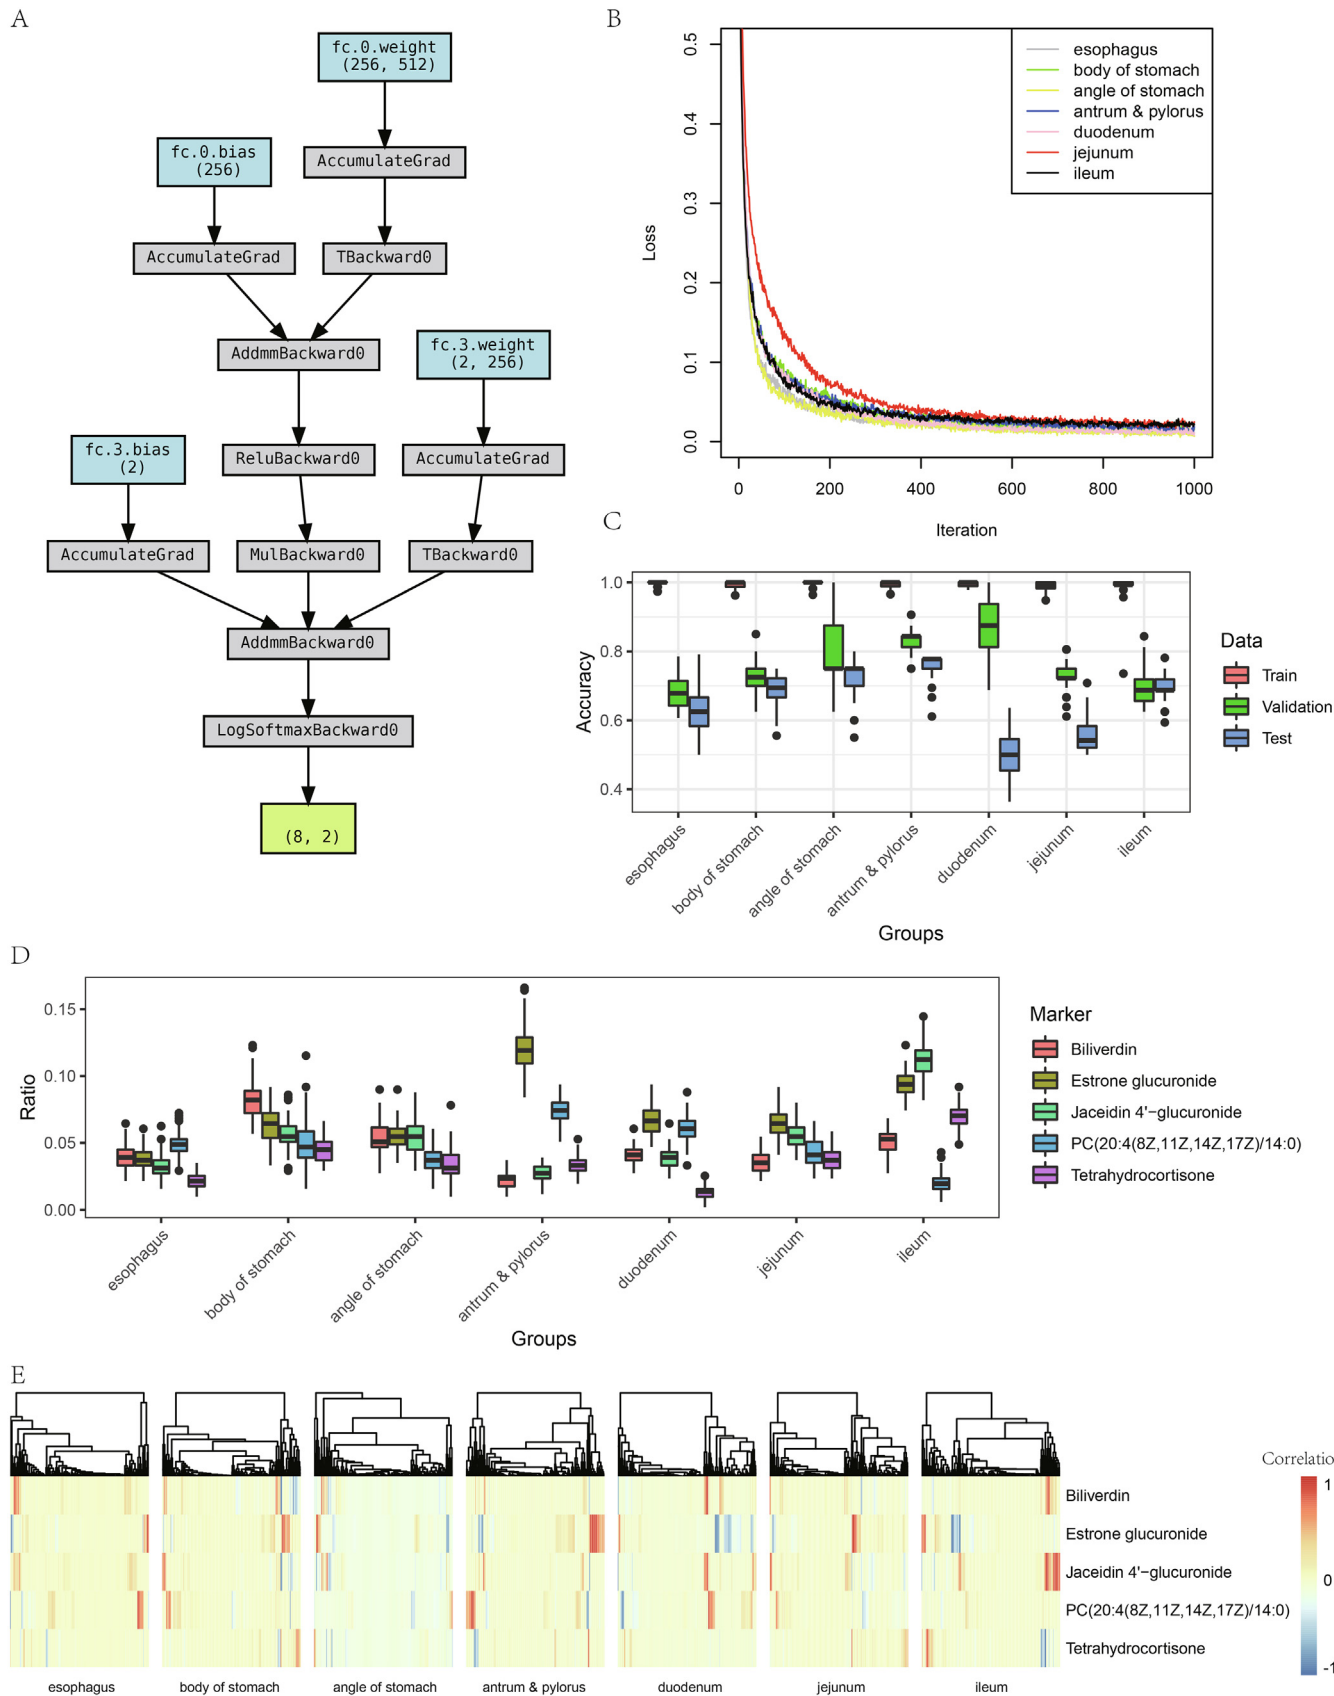 A
fc.0.weight
(256, 512)
fc.0.bias
(256)
AccumulateGrad
AccumulateGrad
TBackward0
AddmmBackward0
fc.3.weight
(2, 256)
fc.3.bias
(2)
ReluBackward0
AccumulateGrad
AccumulateGrad
MulBackward0
TBackward0
AddmmBackward0
LogSoftmaxBackward0
(8, 2)
B
Loss
0.5
0.4
0.3
0.2
0.1
0.0
esophagus
body of stomach
angle of stomach
antrum & pylorus
duodenum
jejunum
ileum
0 200 400 600 800 1000
Iteration
C
Accuracy
1.0
0.8
0.6
0.4
esophagus
body of stomach
angle of stomach
antrum & pylorus
duodenum
jejunum
ileum
Groups
Data
Train
Validation
Test
D
Ratio
0.15
0.10
0.05
0.00
esophagus
body of stomach
angle of stomach
antrum & pylorus
duodenum
jejunum
ileum
Groups
Marker
Biliverdin
Estrone glucuronide
Jaceidin 4'−glucuronide
PC(20:4(8Z,11Z,14Z,17Z)/14:0)
Tetrahydrocortisone
E
Biliverdin
Estrone glucuronide
Jaceidin 4'−glucuronide
PC(20:4(8Z,11Z,14Z,17Z)/14:0)
Tetrahydrocortisone
esophagus body of stomach angle of stomach antrum & pylorus duodenum jejunum ileum
Correlatio
1
0
-1